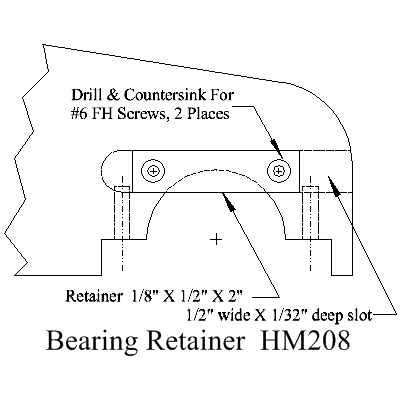 Drill & Countersink For
#6 FH Screws, 2 Places
Retainer 1/8" X 1/2" X 2"
1/2" wide X 1/32" deep slot
Bearing Retainer HM208